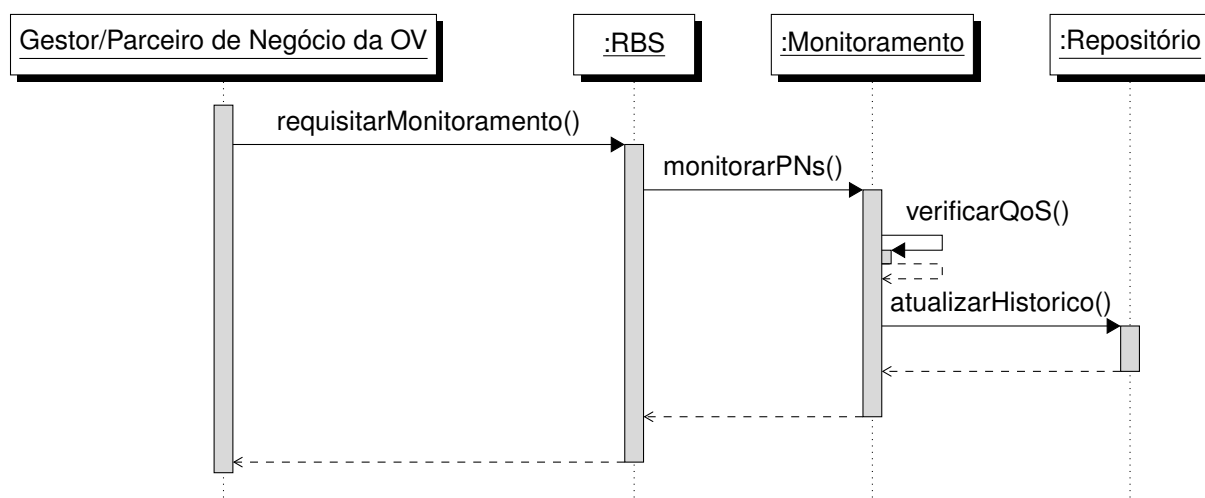 Gestor/Parceiro de Negócio da OV
:RBS
:Monitoramento
:Repositório
requisitarMonitoramento()
monitorarPNs()
verificarQoS()
atualizarHistorico()